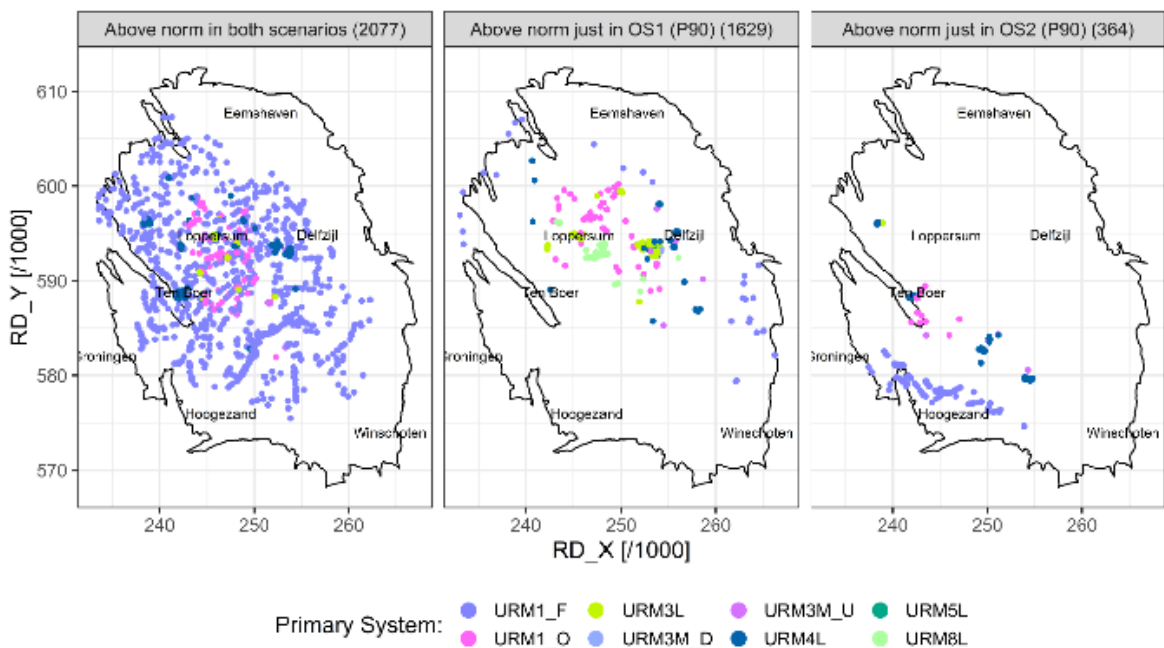 Above norm in both scenarios (2077)
Above norm just in OS1 (P90) (1629)
Above norm just in OS2 (P90) (364)
RD_Y [/1000]
610
600
590
580
570
Eemshaven
Loppersum
Delfzijl
Ten Boer
Groningen
Hoogezand
Winschoten
Eemshaven
Loppersum
Delfzijl
Ten Boer
Groningen
Hoogezand
Winschoten
Eemshaven
Loppersum
Delfzijl
Ten Boer
Groningen
Hoogezand
Winschoten
240 250 260
240 250 260
240 250 260
RD_X [/1000]
Primary System:
URM1_F URM3L URM3M_U URM5L
URM1_O URM3M_D URM4L URM8L